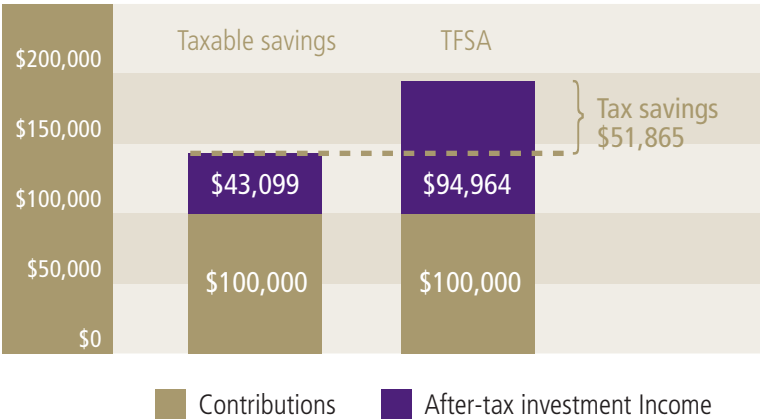 Taxable savings
TFSA
$200,000
$150,000
$100,000
$50,000
$0
Tax savings
$51,865
$43,099
$94,964
$100,000
$100,000
Contributions
After-tax investment Income